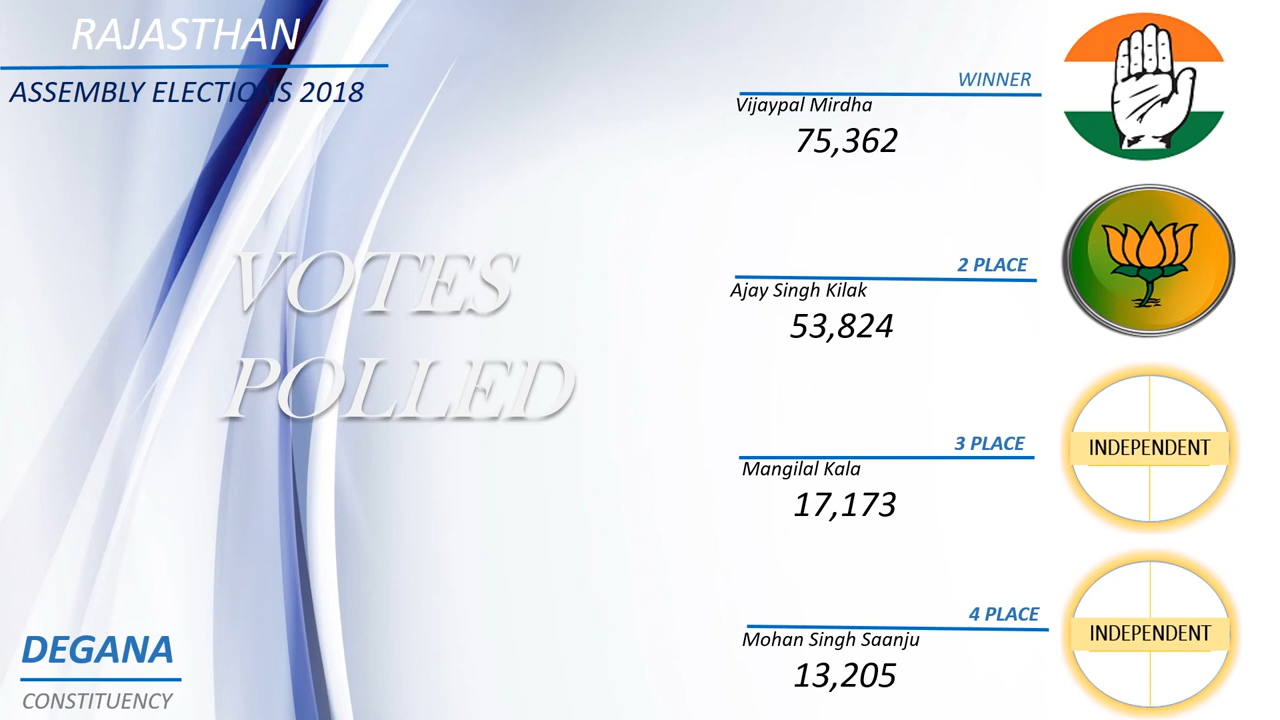 RAJASTHAN
ASSEMBLY ELECTIONS 2018
VOTES
POLLED
DEGANA
CONSTITUENCY
WINNER
Vijaypal Mirdha
75,362
2 PLACE
Ajay Singh Kilak
53,824
3 PLACE
Mangilal Kala
17,173
INDEPENDENT
4 PLACE
Mohan Singh Saanju
13,205
INDEPENDENT